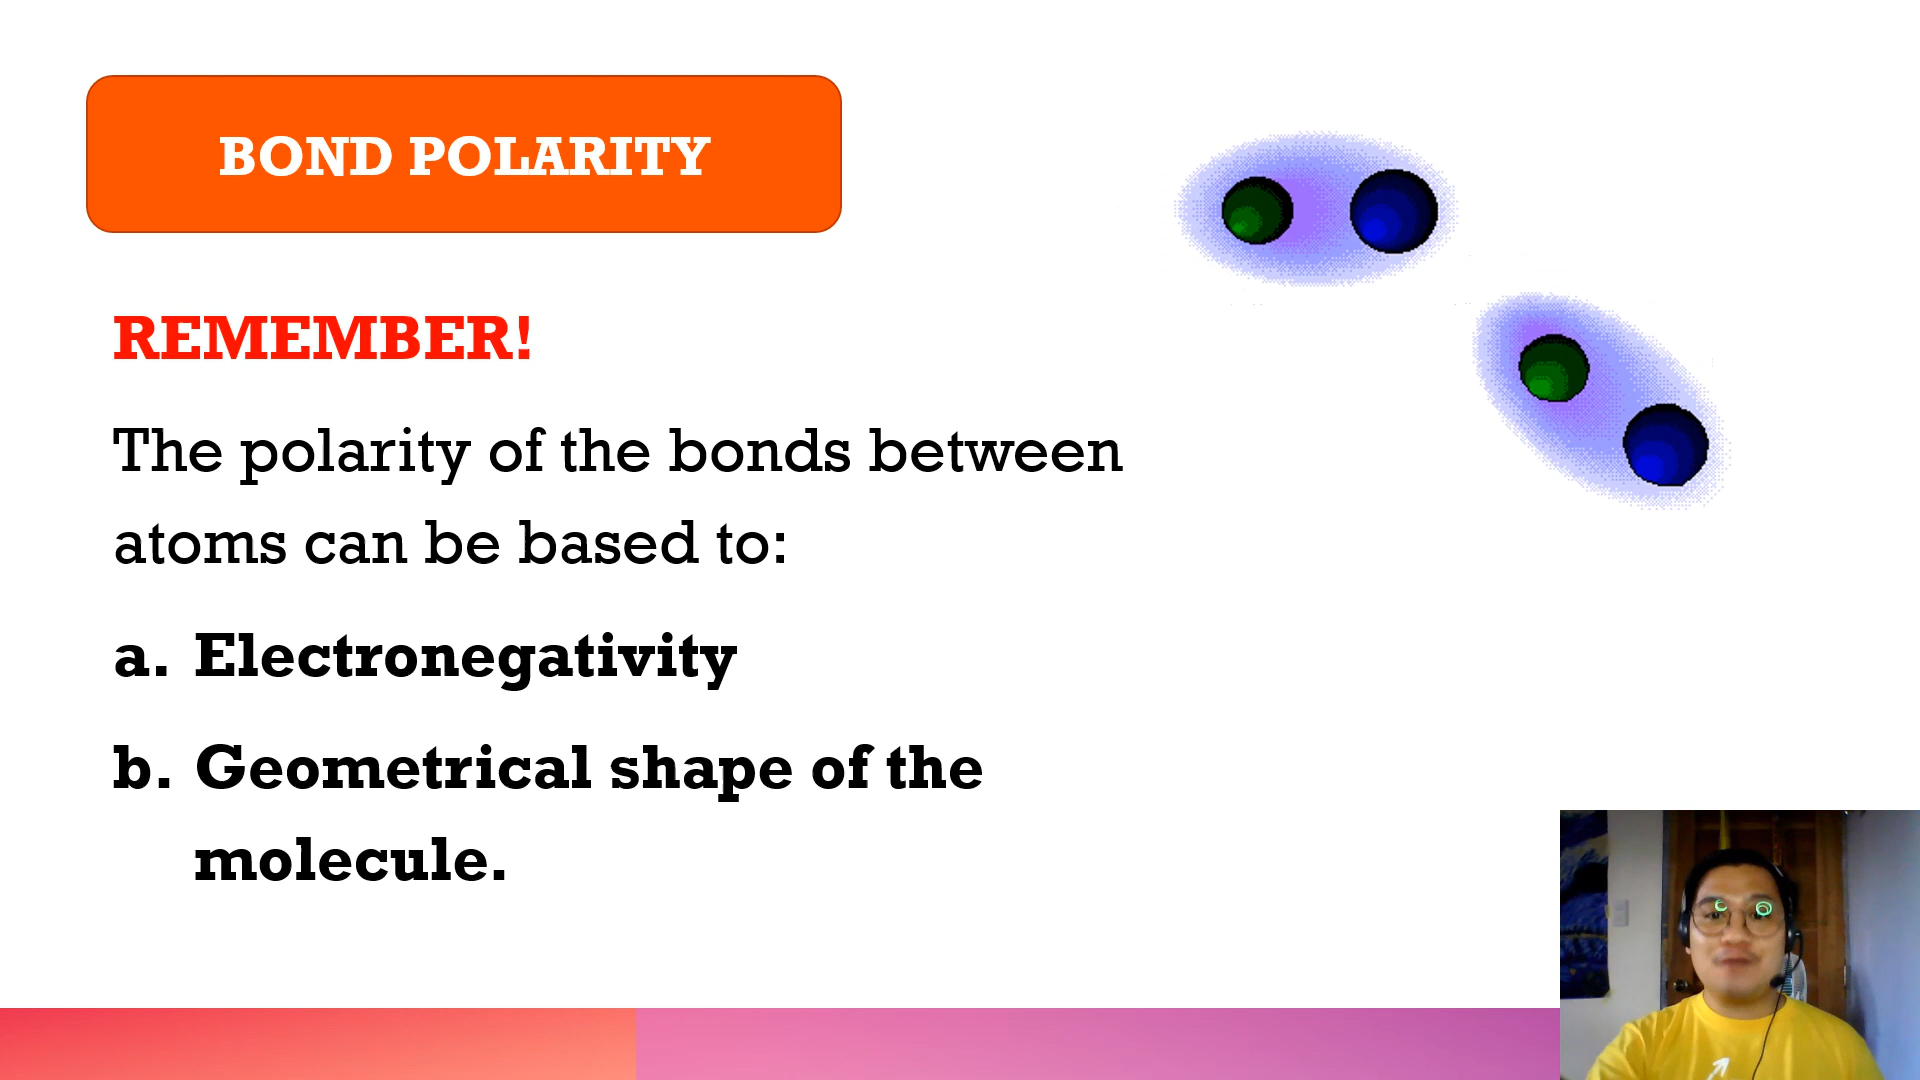 BOND POLARITY
REMEMBER!
The polarity of the bonds between
atoms can be based to:
a. Electronegativity
b. Geometrical shape of the
molecule.